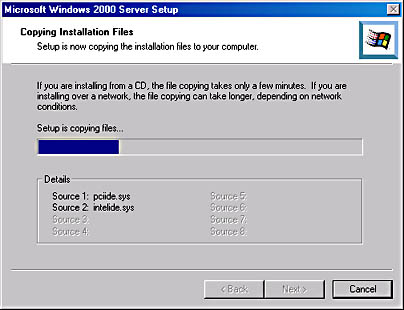 Microsoft Windows 2000 Server Setup
Copying Installation Files
Setup is now copying the installation files to your computer.
If you are installing from a CD, the file copying takes only a few minutes. If you are
installing over a network, the file copying can take longer, depending on network
conditions.
Setup is copying files...
Details
Source 1: pciide.sys
Source 2: intelide.sys
Source 3:
Source 4:
Source 5:
Source 6:
Source 7:
Source 8:
< Back
Next >
Cancel